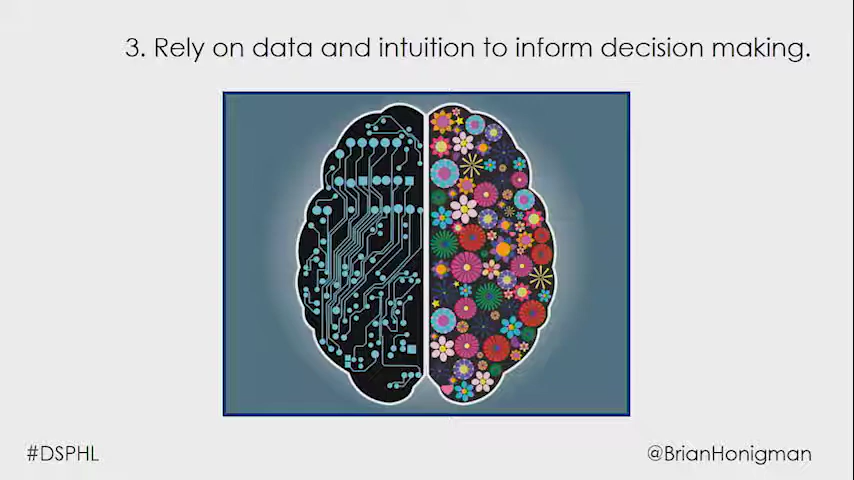 3. Rely on data and intuition to inform decision making.
#DSPHL
@BrianHonigman